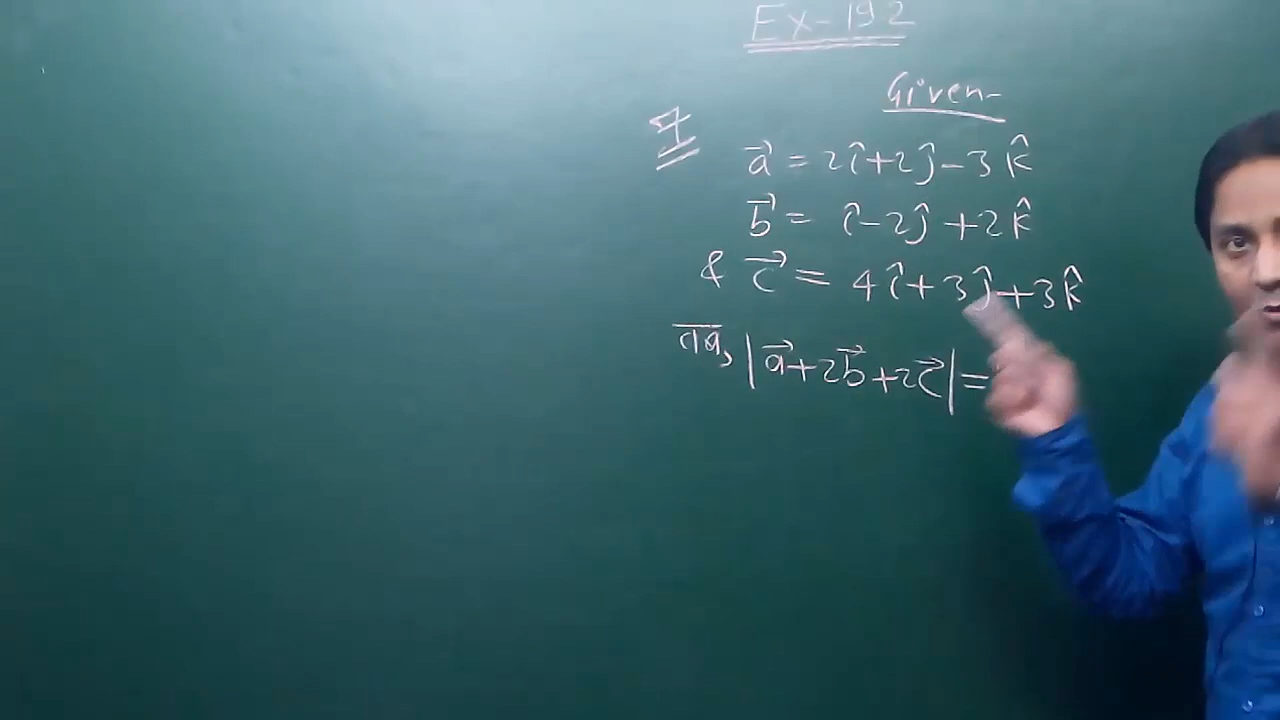 Ex-19 2
Given-
a⃗ = 2î+2ĵ-3k̂
b⃗ = î-2ĵ+2k̂
& c⃗ = 4î+3ĵ+3k̂
तब, |a⃗+2b⃗+2c⃗|=